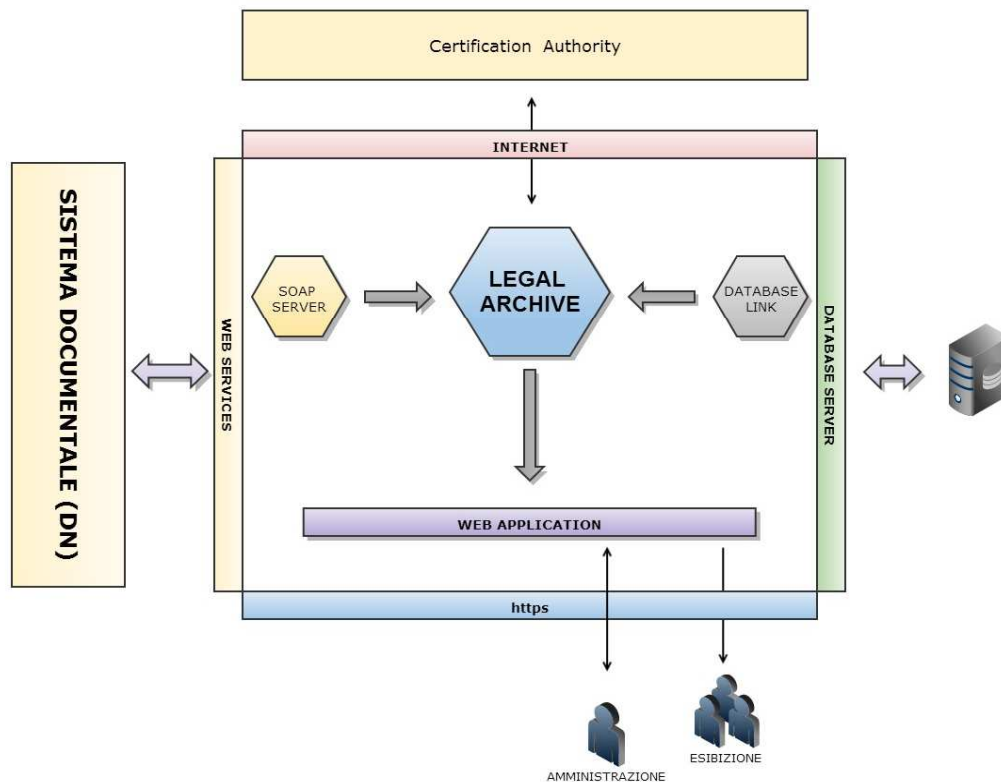 Certification Authority
INTERNET
SISTEMA DOCUMENTALE (DN)
WEB SERVICES
SOAP
SERVER
LEGAL
ARCHIVE
DATABASE
LINK
DATABASE SERVER
WEB APPLICATION
https
AMMINISTRAZIONE
ESIBIZIONE